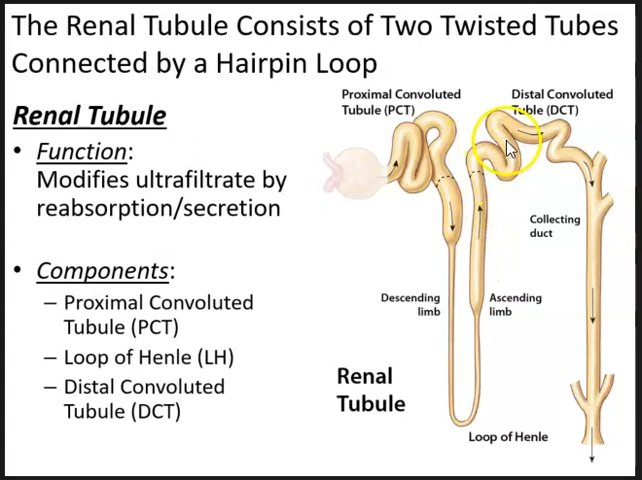 The Renal Tubule Consists of Two Twisted Tubes
Connected by a Hairpin Loop
Renal Tubule
• Function:
Modifies ultrafiltrate by
reabsorption/secretion
• Components:
– Proximal Convoluted
Tubule (PCT)
– Loop of Henle (LH)
– Distal Convoluted
Tubule (DCT)
Proximal Convoluted
Tubule (PCT)
Distal Convoluted
Tuble (DCT)
Collecting
duct
Descending
limb
Ascending
limb
Renal
Tubule
Loop of Henle